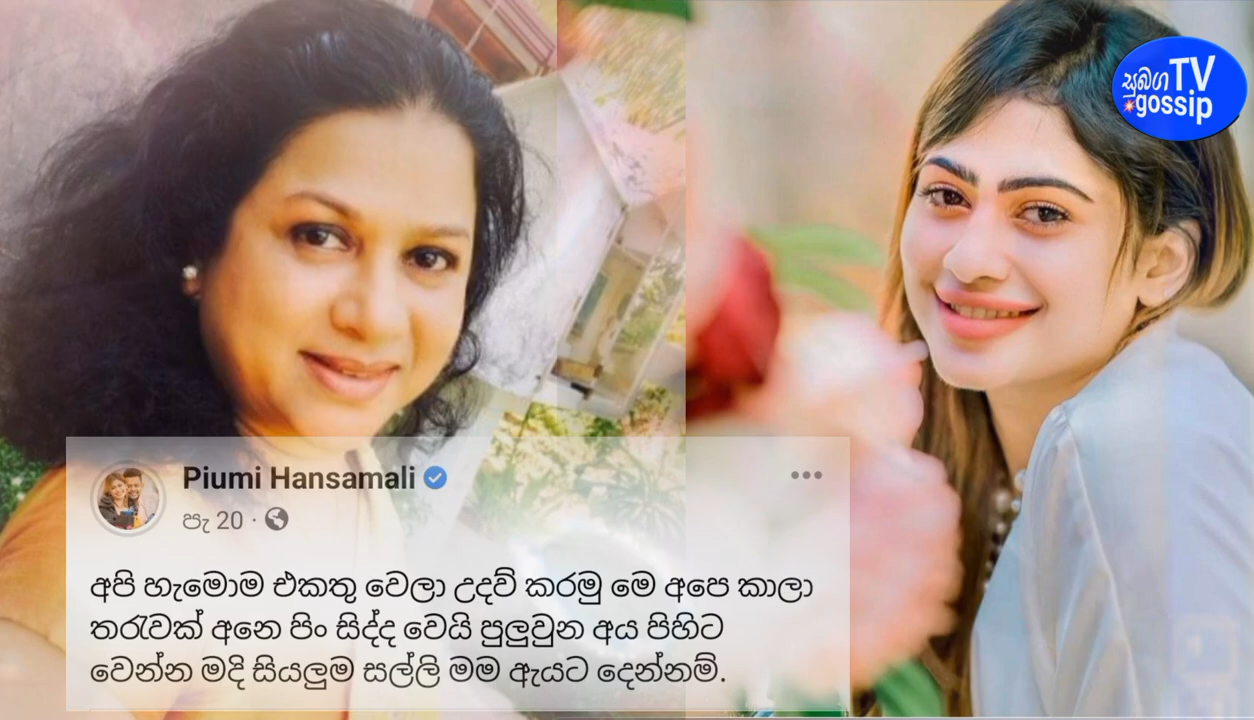 සුබග TV
gossip
Piumi Hansamali
පැ 20 ·
අපි හැමොම එකතු වෙලා උදව් කරමු මෙ අපෙ කාලා
තරැවක් අනෙ පිං සිද්ද වෙයි පුලුවුන අය පිහිට
වෙන්න මදි සියලුම සල්ලි මම ඇයට දෙන්නම්.